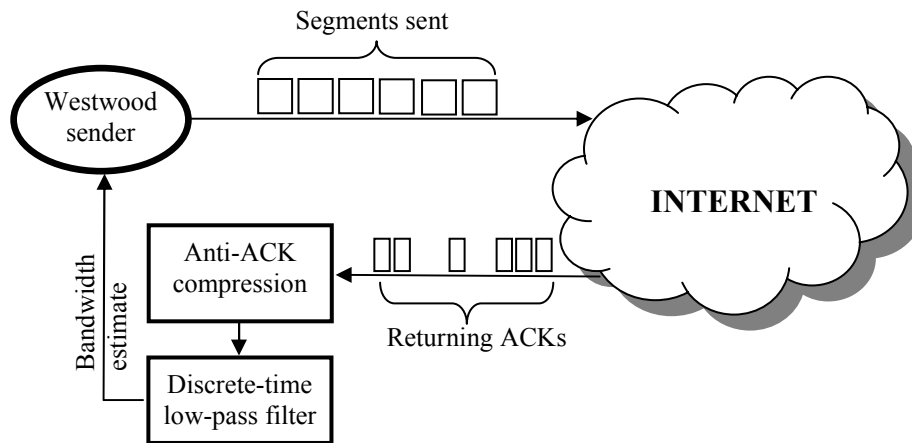 Segments sent
Westwood
sender
INTERNET
Anti-ACK
compression
Returning ACKs
Bandwidth
estimate
Discrete-time
low-pass filter